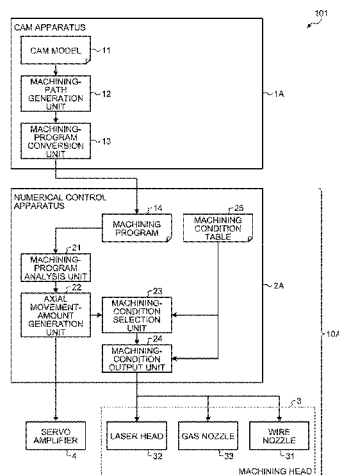 101
CAM APPARATUS
CAM MODEL
11
MACHINING-
PATH
GENERATION
UNIT
12
MACHINING-
PROGRAM
CONVERSION
UNIT
13
1A
NUMERICAL CONTROL
APPARATUS
14
MACHINING
PROGRAM
25
MACHINING
CONDITION
TABLE
21
MACHINING-
PROGRAM
ANALYSIS UNIT
22
AXIAL
MOVEMENT-
AMOUNT
GENERATION
UNIT
23
MACHINING-
CONDITION
SELECTION
UNIT
24
MACHINING-
CONDITION
OUTPUT UNIT
2A
10A
3
SERVO
AMPLIFIER
4
LASER HEAD
32
GAS NOZZLE
33
WIRE
NOZZLE
31
MACHINING HEAD